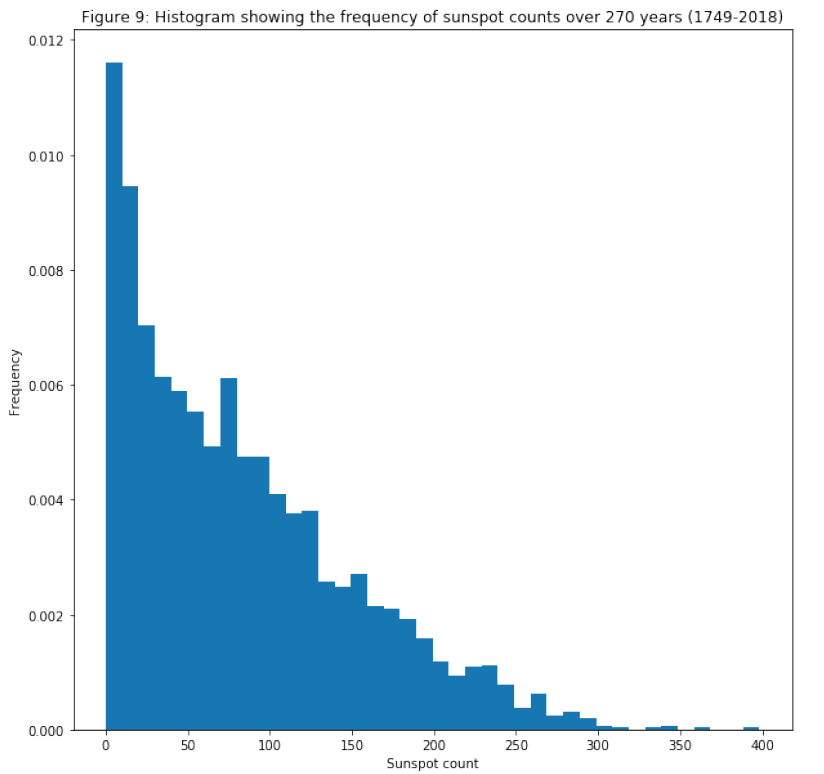 Figure 9: Histogram showing the frequency of sunspot counts over 270 years (1749-2018)
0.012
0.010
0.008
0.006
0.004
0.002
0.000
Frequency
0 50 100 150 200 250 300 350 400
Sunspot count